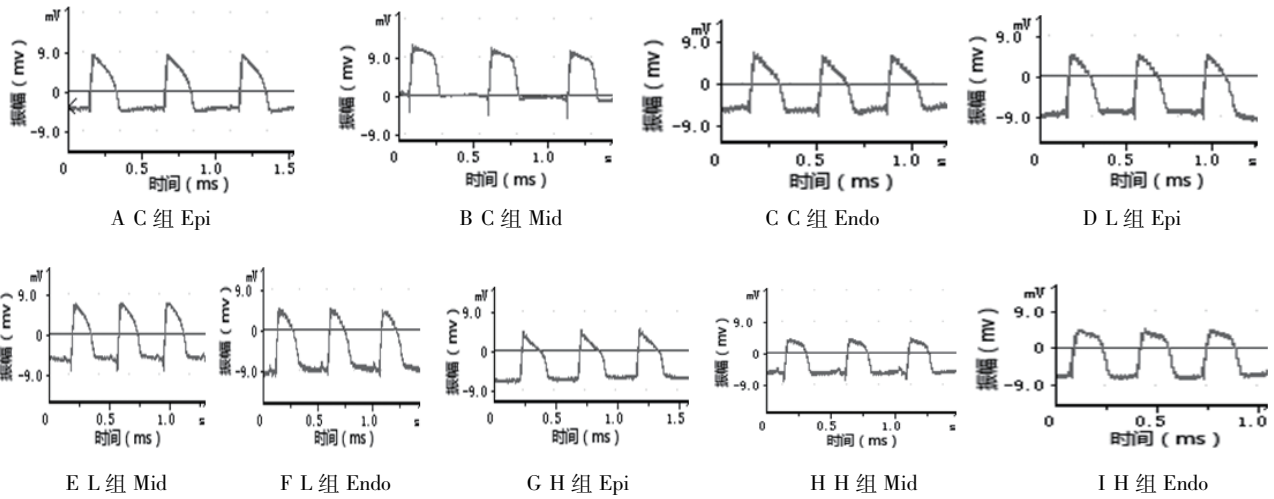 mV
振幅（mv）
9.0
0
-9.0
0 0.5 1.0 1.5
时间（ms）
A C 组 Epi
mV
振幅（mv）
9.0
0
-9.0
0 0.5 1.0 s
时间（ms）
B C 组 Mid
mV
振幅（mv）
9.0
0
-9.0
0 0.5 1.0 s
时间（ms）
C C 组 Endo
mV
振幅（mv）
9.0
0
-9.0
0 0.5 1.0 s
时间（ms）
D L 组 Epi
mV
振幅（mv）
9.0
0
-9.0
0 0.5 1.0 s
时间（ms）
E L 组 Mid
mV
振幅（mv）
9.0
0
-9.0
0 0.5 1.0 s
时间（ms）
F L 组 Endo
mV
振幅（mv）
9.0
0
-9.0
0 0.5 1.0 1.5
时间（ms）
G H 组 Epi
mV
振幅（mv）
9.0
0
-9.0
0 0.5 1.0 s
时间（ms）
H H 组 Mid
mV
振幅（mv）
9.0
0
-9.0
0 0.5 1.0
时间（ms）
I H 组 Endo